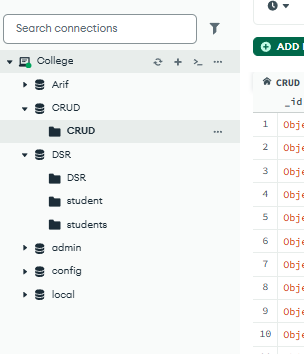 Search connections
College
Arif
CRUD
CRUD
DSR
DSR
student
students
admin
config
local
ADD
CRUD
_id
1 Obje
2 Obje
3 Obje
4 Obje
5 Obje
6 Obje
7 Obje
8 Obje
9 Obje
10 Obje